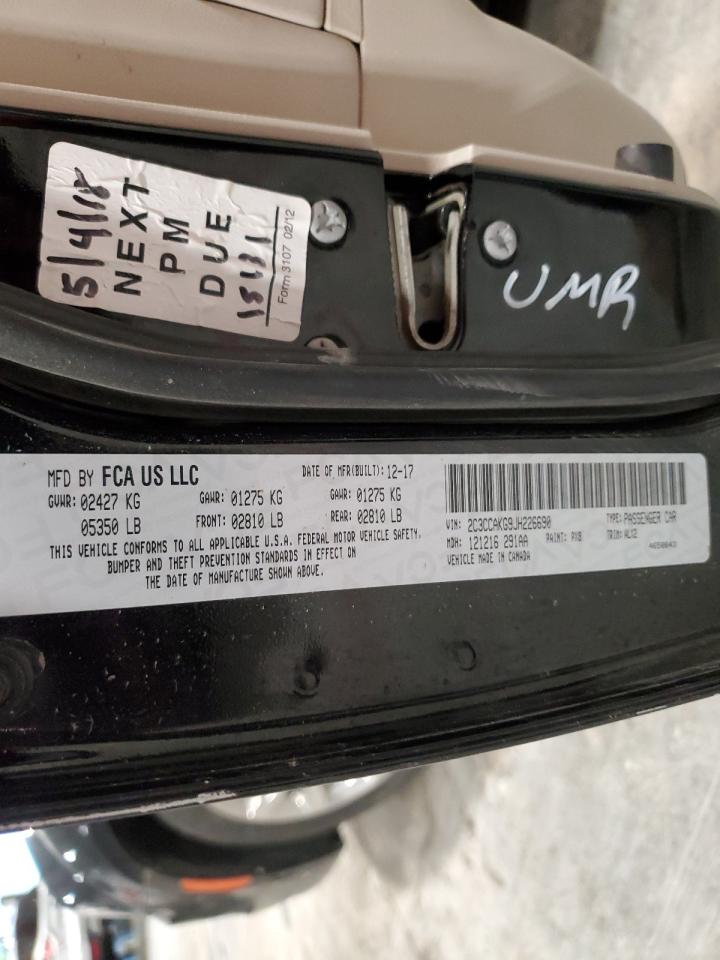 5/4/18
NEXT
PM
DUE
Form 3107 02/12
UMR
MFD BY FCA US LLC
DATE OF MFR(BUILT): 12-17
GVWR: 02427 KG GAWR: 01275 KG GAWR: 01275 KG
05350 LB FRONT: 02810 LB REAR: 02810 LB
THIS VEHICLE CONFORMS TO ALL APPLICABLE U.S.A. FEDERAL MOTOR VEHICLE SAFETY,
BUMPER AND THEFT PREVENTION STANDARDS IN EFFECT ON
THE DATE OF MANUFACTURE SHOWN ABOVE.
VIN: 2C3CCAKG9JH226690 TYPE: PASSENGER CAR
MDH: 121216 291AA PAINT: PX8 TRIM: ALX2
VEHICLE MADE IN CANADA